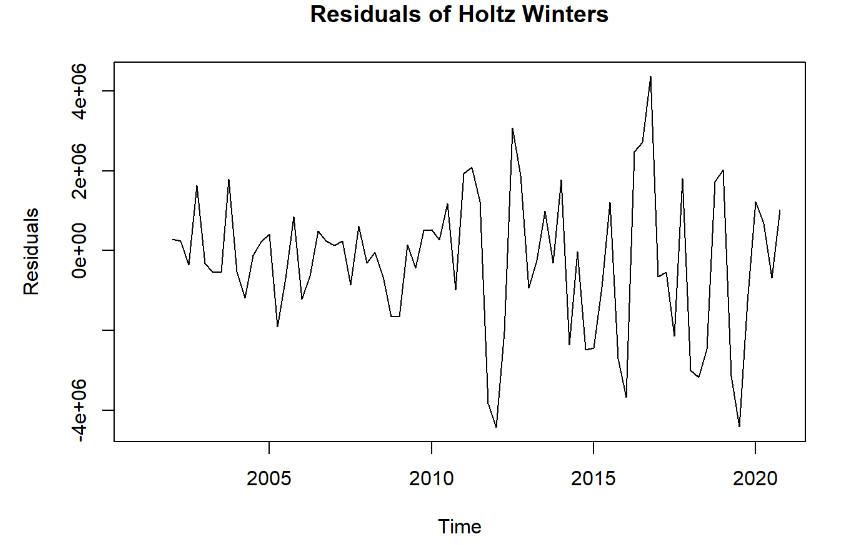 Residuals of Holtz Winters
4e+06
2e+06
0e+00
-4e+06
Residuals
2005 2010 2015 2020
Time